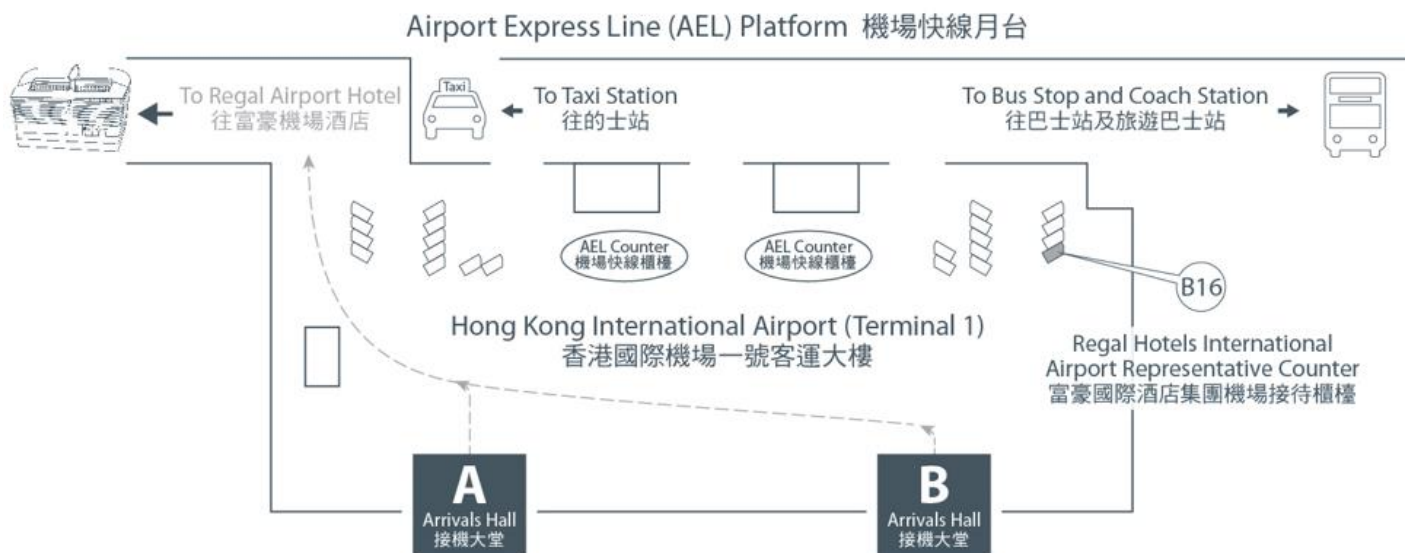 Airport Express Line (AEL) Platform 機場快線月台
To Regal Airport Hotel
往富豪機場酒店
Taxi
To Taxi Station
往的士站
To Bus Stop and Coach Station
往巴士站及旅遊巴士站
AEL Counter
機場快線櫃檯
AEL Counter
機場快線櫃檯
B16
Hong Kong International Airport (Terminal 1)
香港國際機場一號客運大樓
Regal Hotels International
Airport Representative Counter
富豪國際酒店集團機場接待櫃檯
A
Arrivals Hall
接機大堂
B
Arrivals Hall
接機大堂